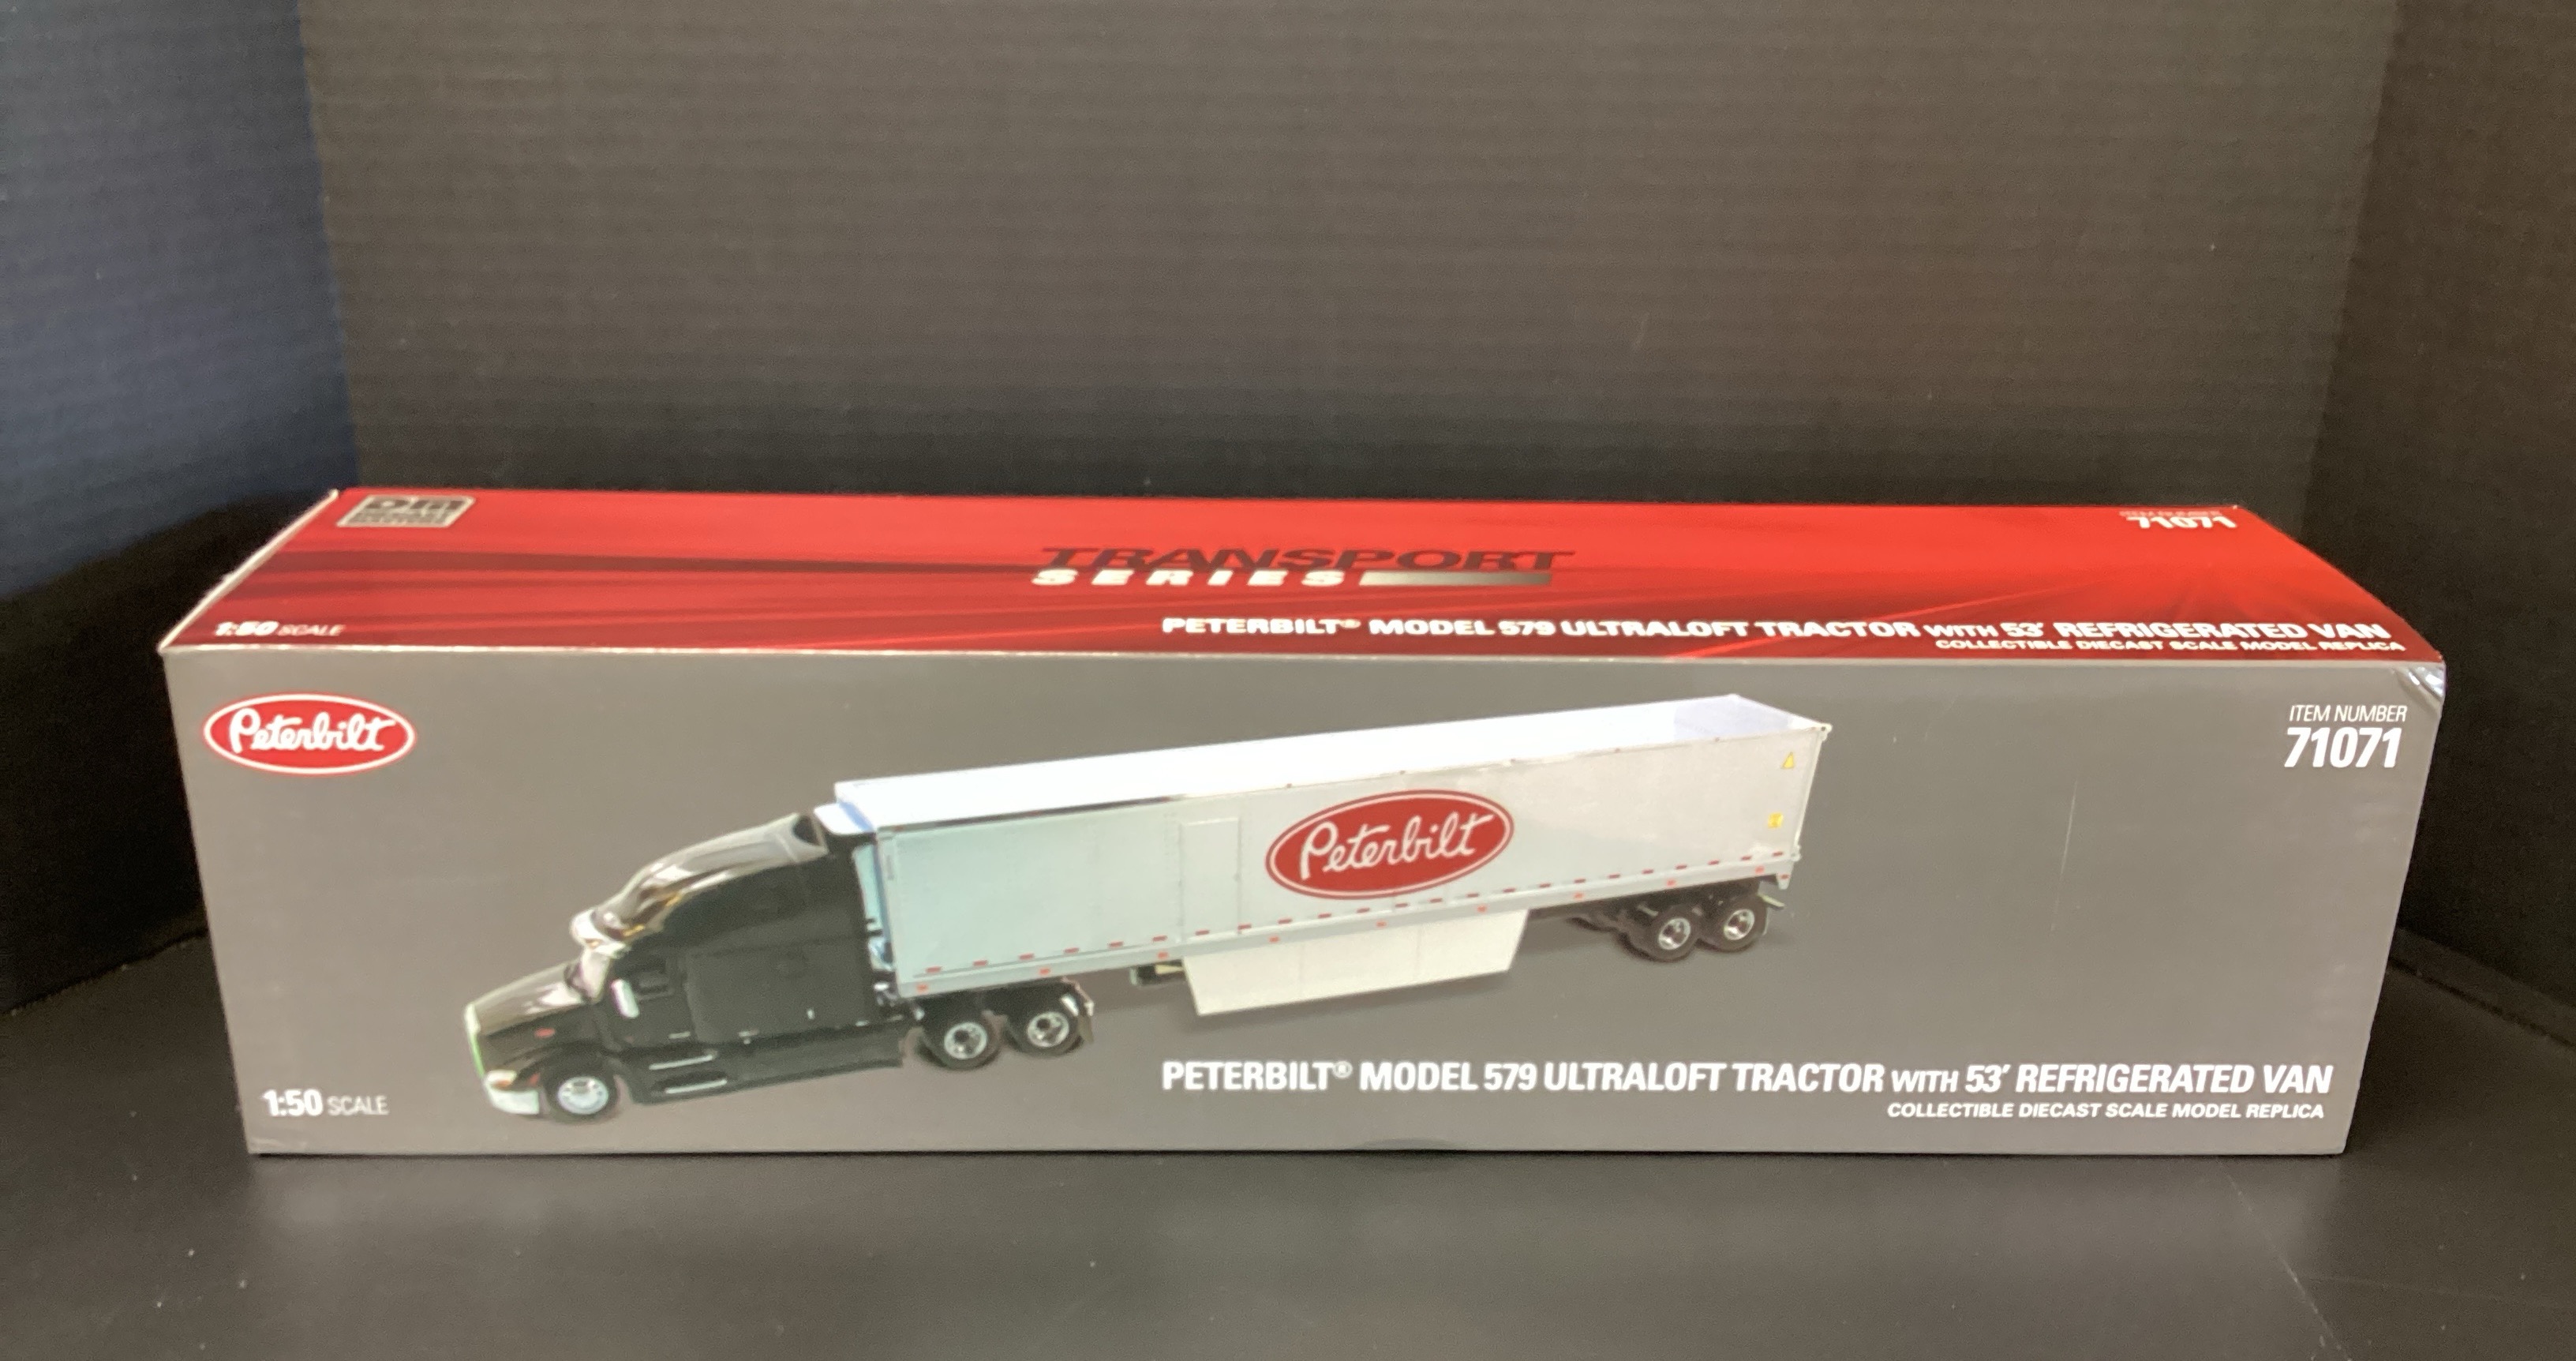 ITEM NUMBER
71071
TRANSPORT
SERIES
1:50 SCALE
PETERBILT® MODEL 579 ULTRALOFT TRACTOR WITH 53' REFRIGERATED VAN
COLLECTIBLE DIECAST SCALE MODEL REPLICA
Peterbilt
ITEM NUMBER
71071
Peterbilt
1:50 SCALE
PETERBILT® MODEL 579 ULTRALOFT TRACTOR WITH 53' REFRIGERATED VAN
COLLECTIBLE DIECAST SCALE MODEL REPLICA